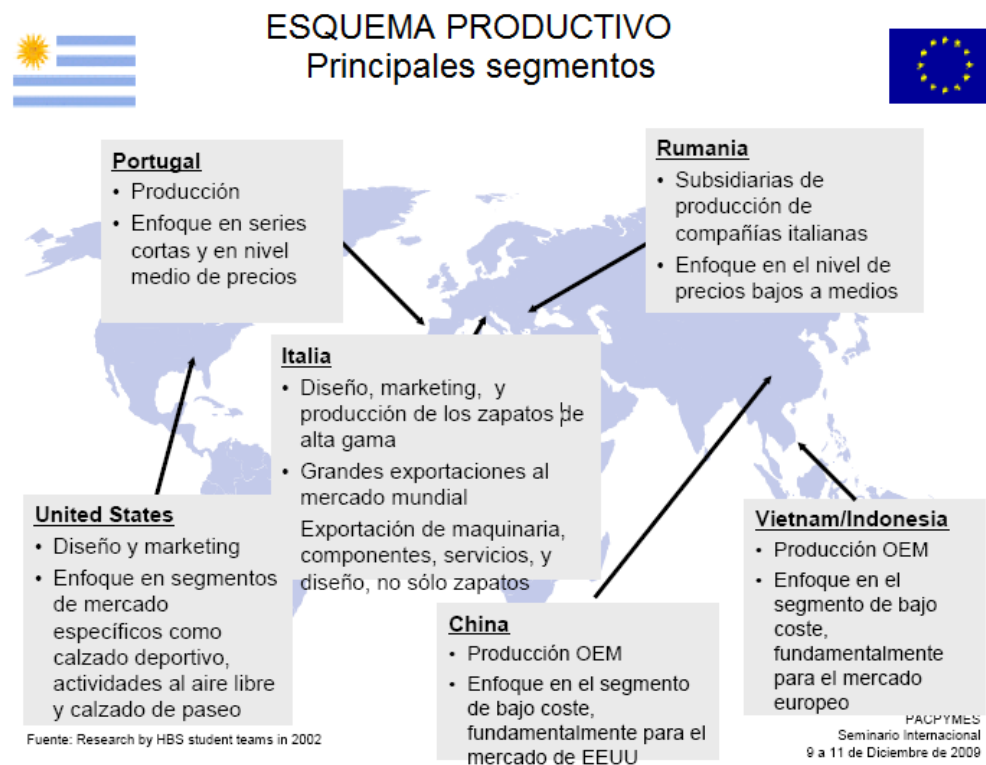 ESQUEMA PRODUCTIVO
Principales segmentos
Portugal
• Producción
• Enfoque en series
cortas y en nivel
medio de precios
Rumania
• Subsidiarias de
producción de
compañías italianas
• Enfoque en el nivel de
precios bajos a medios
Italia
• Diseño, marketing, y
producción de los zapatos de
alta gama
• Grandes exportaciones al
mercado mundial
Exportación de maquinaria,
componentes, servicios, y
diseño, no sólo zapatos
United States
• Diseño y marketing
• Enfoque en segmentos
de mercado
específicos como
calzado deportivo,
actividades al aire libre
y calzado de paseo
China
• Producción OEM
• Enfoque en el segmento
de bajo coste,
fundamentalmente para el
mercado de EEUU
Vietnam/Indonesia
• Producción OEM
• Enfoque en el
segmento de bajo
coste,
fundamentalmente
para el mercado
europeo
Fuente: Research by HBS student teams in 2002
PACPYMES
Seminario Internacional
9 a 11 de Diciembre de 2009